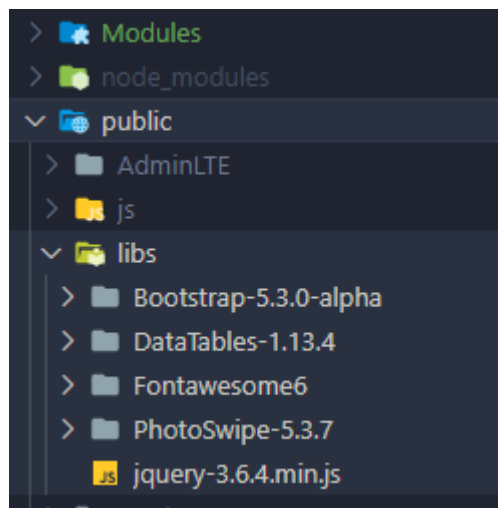 Modules
node_modules
public
AdminLTE
js
libs
Bootstrap-5.3.0-alpha
DataTables-1.13.4
Fontawesome6
PhotoSwipe-5.3.7
JS jquery-3.6.4.min.js